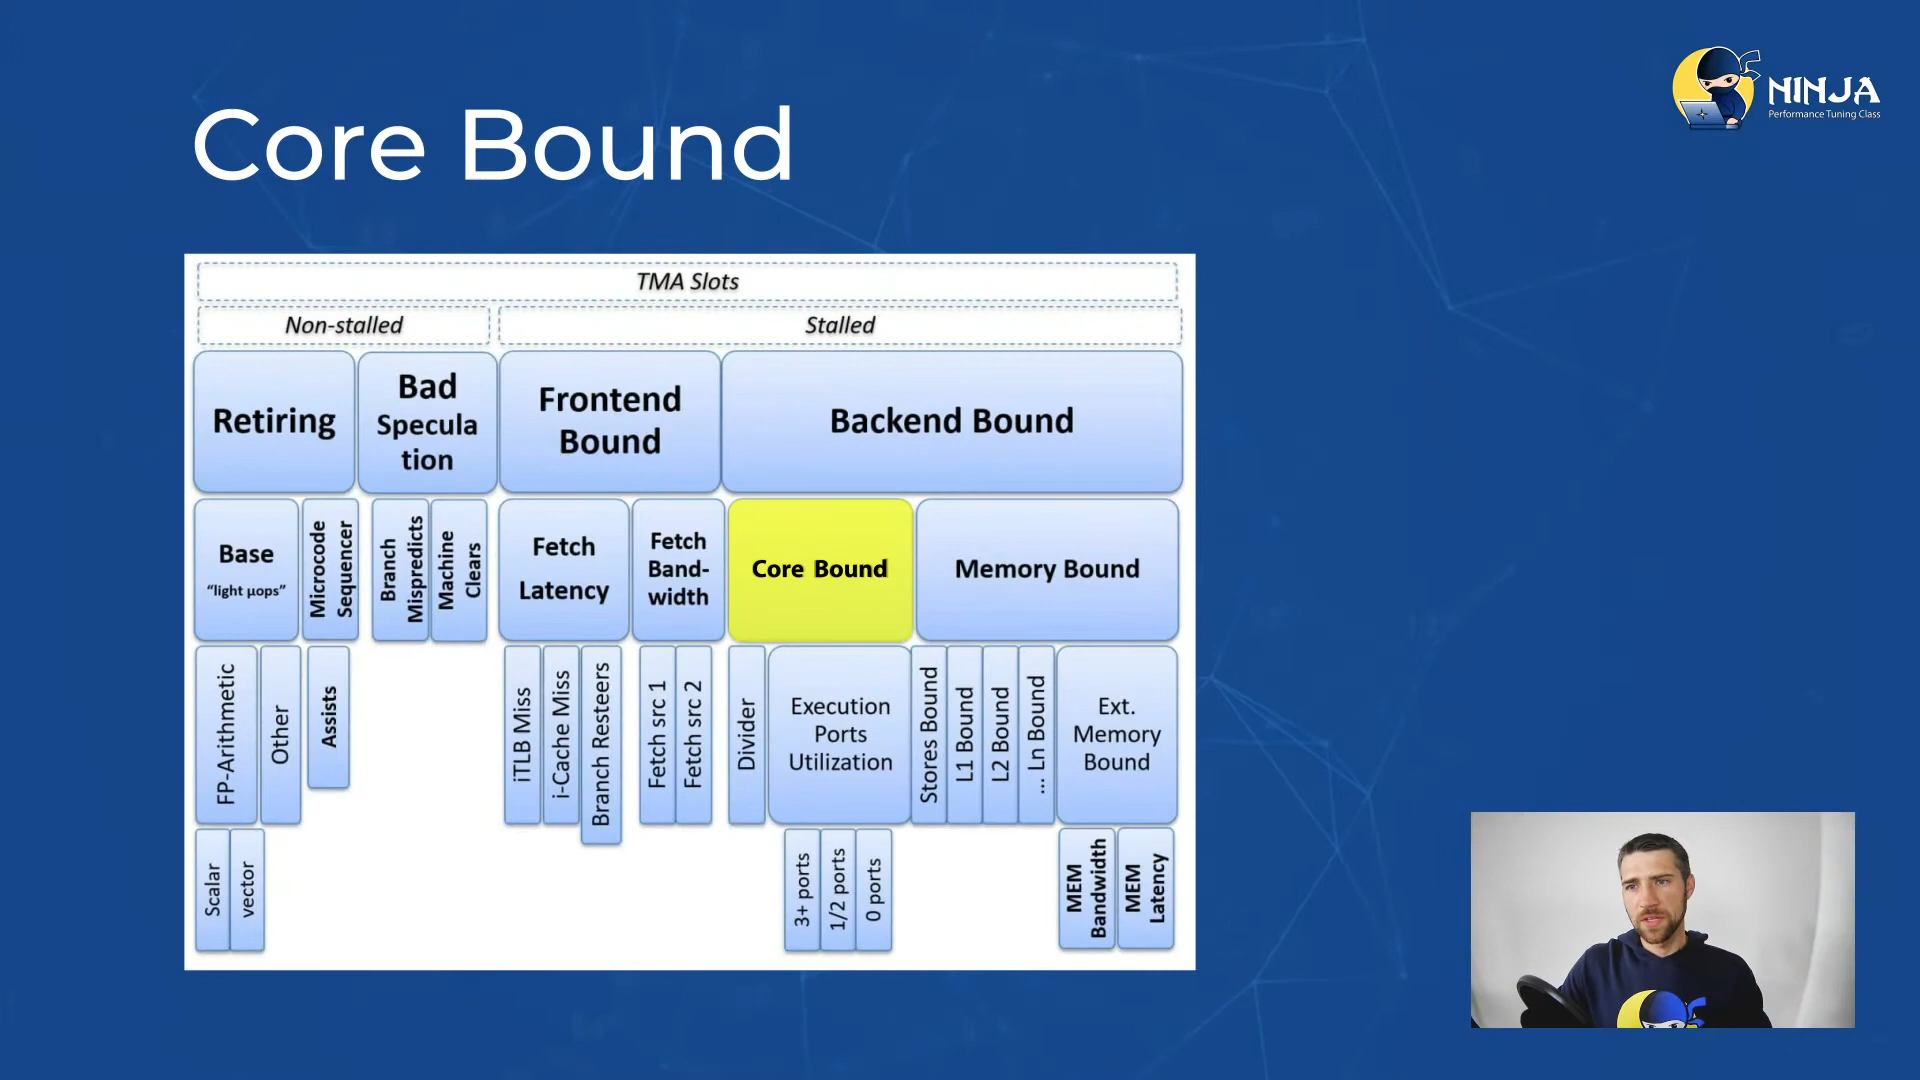 NINJA
Performance Tuning Class
Core Bound
TMA Slots
Non-stalled
Stalled
Retiring
Bad
Specula
tion
Frontend
Bound
Backend Bound
Base
"light μops"
Microcode
Sequencer
Branch
Mispredicts
Machine
Clears
Fetch
Latency
Fetch
Band-
width
Core Bound
Memory Bound
FP-Arithmetic
Other
Assists
iTLB Miss
i-Cache Miss
Branch Resteers
Fetch src 1
Fetch src 2
Divider
Execution
Ports
Utilization
Stores Bound
L1 Bound
L2 Bound
... Ln Bound
Ext.
Memory
Bound
Scalar
vector
3+ ports
1/2 ports
0 ports
MEM
Bandwidth
MEM
Latency